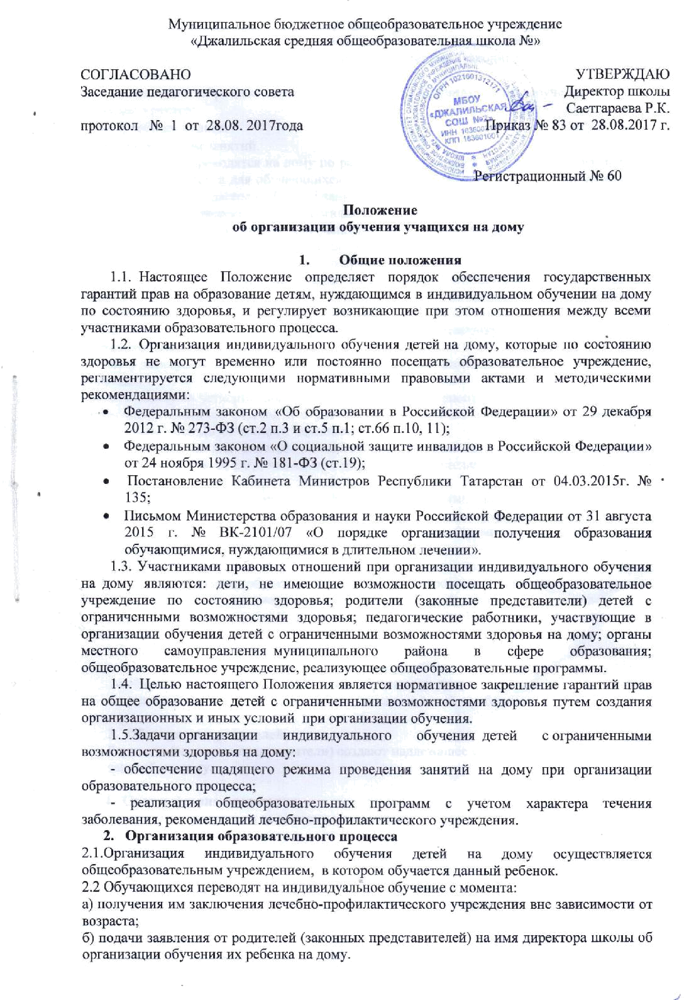 Муниципальное бюджетное общеобразовательное учреждение
«Джалильская средняя общеобразовательная школа №»
СОГЛАСОВАНО УТВЕРЖДАЮ
Заседание педагогического совета Директор школы
Саетгараева Р.К.
протокол № 1 от 28.08. 2017года Приказ № 83 от 28.08.2017 г.
ОГРН 1021601312171
МБОУ
«ДЖАЛИЛЬСКАЯ
СОШ №2»
ИНН
КПП 163601001
Регистрационный № 60
Положение
об организации обучения учащихся на дому
1. Общие положения
1.1. Настоящее Положение определяет порядок обеспечения государственных
гарантий прав на образование детям, нуждающимся в индивидуальном обучении на дому
по состоянию здоровья, и регулирует возникающие при этом отношения между всеми
участниками образовательного процесса.
1.2. Организация индивидуального обучения детей на дому, которые по состоянию
здоровья не могут временно или постоянно посещать образовательное учреждение,
регламентируется следующими нормативными правовыми актами и методическими
рекомендациями:
• Федеральным законом «Об образовании в Российской Федерации» от 29 декабря
2012 г. № 273-ФЗ (ст.2 п.3 и ст.5 п.1; ст.66 п.10, 11);
• Федеральным законом «О социальной защите инвалидов в Российской Федерации»
от 24 ноября 1995 г. № 181-ФЗ (ст.19);
• Постановление Кабинета Министров Республики Татарстан от 04.03.2015г. №
135;
• Письмом Министерства образования и науки Российской Федерации от 31 августа
2015 г. № ВК-2101/07 «О порядке организации получения образования
обучающимися, нуждающимися в длительном лечении».
1.3. Участниками правовых отношений при организации индивидуального обучения
на дому являются: дети, не имеющие возможности посещать общеобразовательное
учреждение по состоянию здоровья; родители (законные представители) детей с
ограниченными возможностями здоровья; педагогические работники, участвующие в
организации обучения детей с ограниченными возможностями здоровья на дому; органы
местного самоуправления муниципального района в сфере образования;
общеобразовательное учреждение, реализующее общеобразовательные программы.
1.4. Целью настоящего Положения является нормативное закрепление гарантий прав
на общее образование детей с ограниченными возможностями здоровья путем создания
организационных и иных условий при организации обучения.
1.5.Задачи организации индивидуального обучения детей с ограниченными
возможностями здоровья на дому:
- обеспечение щадящего режима проведения занятий на дому при организации
образовательного процесса;
- реализация общеобразовательных программ с учетом характера течения
заболевания, рекомендаций лечебно-профилактического учреждения.
2. Организация образовательного процесса
2.1.Организация индивидуального обучения детей на дому осуществляется
общеобразовательным учреждением, в котором обучается данный ребенок.
2.2 Обучающихся переводят на индивидуальное обучение с момента:
а) получения им заключения лечебно-профилактического учреждения вне зависимости от
возраста;
б) подачи заявления от родителей (законных представителей) на имя директора школы об
организации обучения их ребенка на дому.